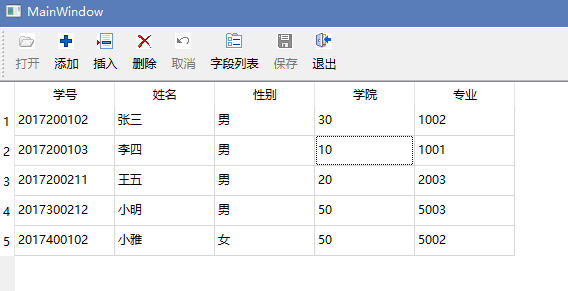 MainWindow
打开 添加 插入 删除 取消 字段列表 保存 退出
学号 姓名 性别 学院 专业
1 2017200102 张三 男 30 1002
2 2017200103 李四 男 10 1001
3 2017200211 王五 男 20 2003
4 2017300212 小明 男 50 5003
5 2017400102 小雅 女 50 5002